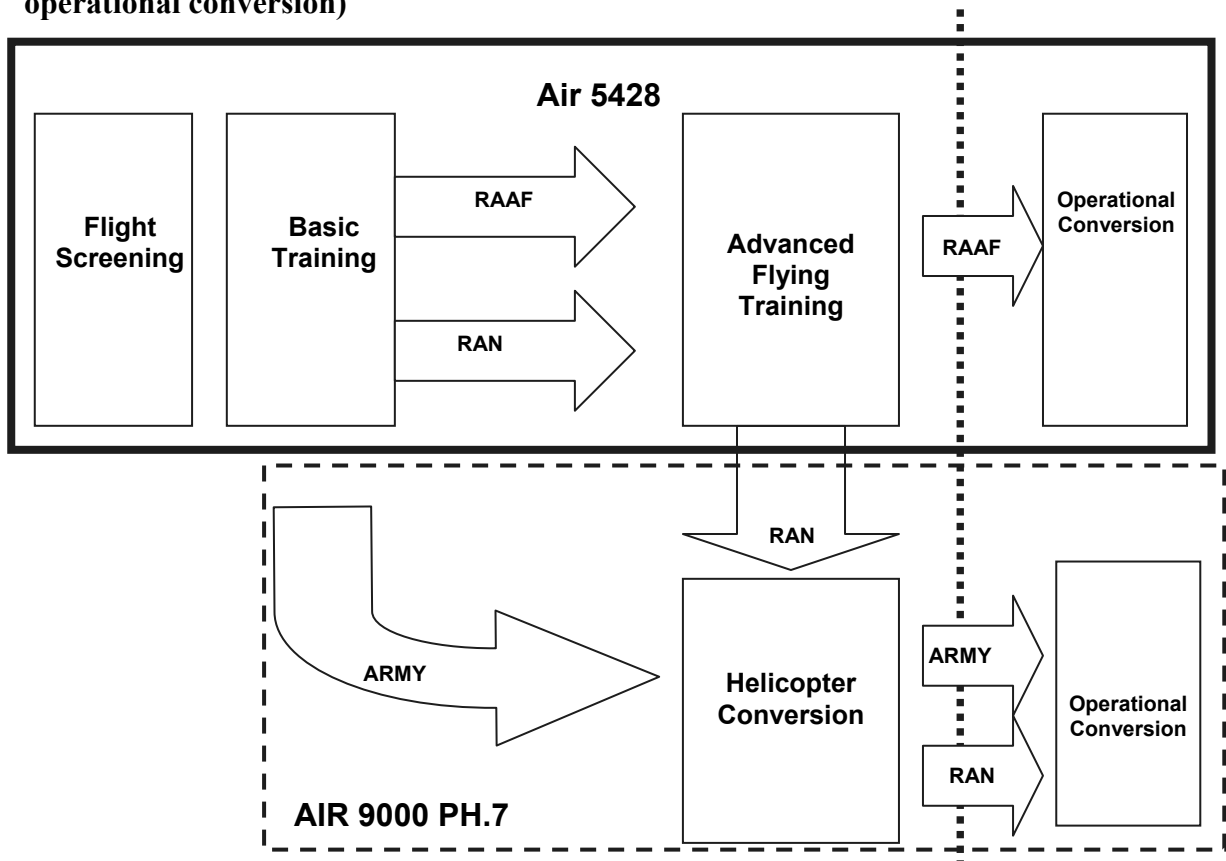 operational conversion)
Air 5428
Flight
Screening
Basic
Training
RAAF
RAN
Advanced
Flying
Training
RAAF
Operational
Conversion
RAN
ARMY
Helicopter
Conversion
ARMY
RAN
Operational
Conversion
AIR 9000 PH.7